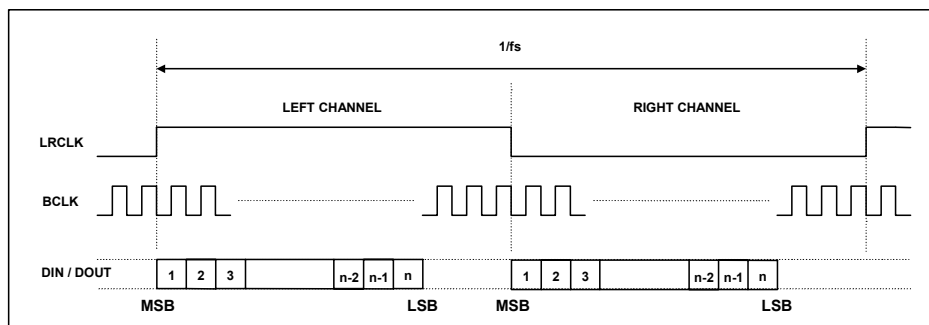 1/fs
LEFT CHANNEL RIGHT CHANNEL
LRCLK
BCLK
DIN / DOUT 1 2 3 n-2 n-1 n 1 2 3 n-2 n-1 n
MSB LSB MSB LSB